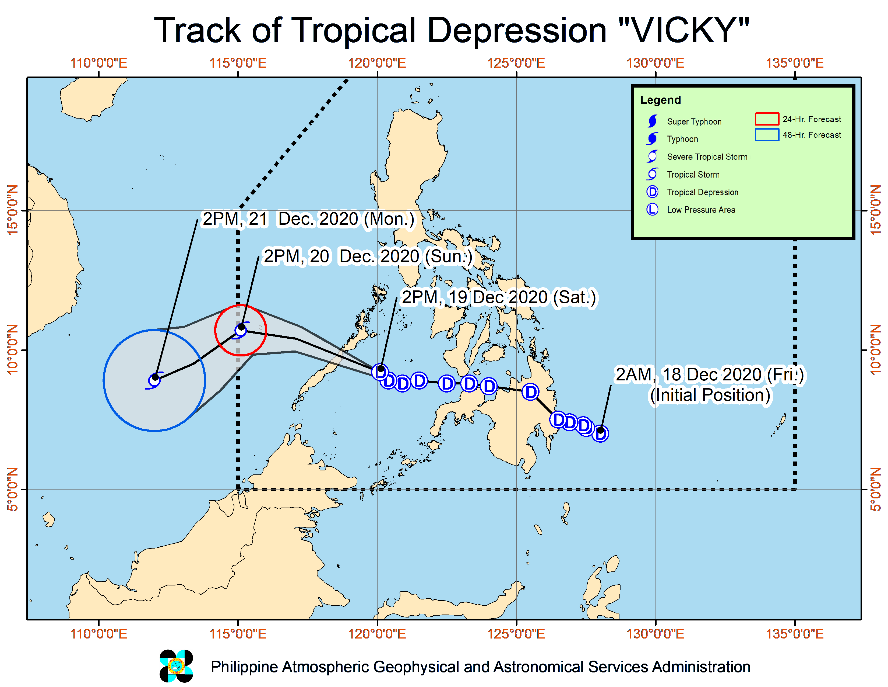 Track of Tropical Depression "VICKY"
110°0'0"E 115°0'0"E 120°0'0"E 125°0'0"E 130°0'0"E 135°0'0"E
Legend
Super Typhoon
Typhoon
Severe Tropical Storm
Tropical Storm
D Tropical Depression
L Low Pressure Area
24-Hr. Forecast
48-Hr. Forecast
15°0'0"N 15°0'0"N
2PM, 21 Dec. 2020 (Mon.)
2PM, 20 Dec. 2020 (Sun.)
2PM, 19 Dec 2020 (Sat.)
10°0'0"N 10°0'0"N
2AM, 18 Dec 2020 (Fri.)
(Initial Position)
D D D D D D D D D D D D D
5°0'0"N 5°0'0"N
110°0'0"E 115°0'0"E 120°0'0"E 125°0'0"E 130°0'0"E 135°0'0"E
Philippine Atmospheric Geophysical and Astronomical Services Administration